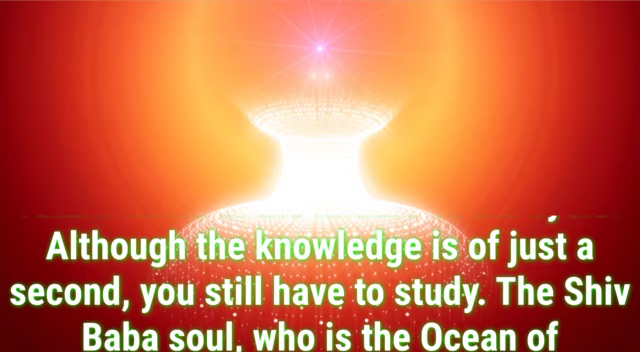 Although the knowledge is of just a
second, you still have to study. The Shiv
Baba soul, who is the Ocean of